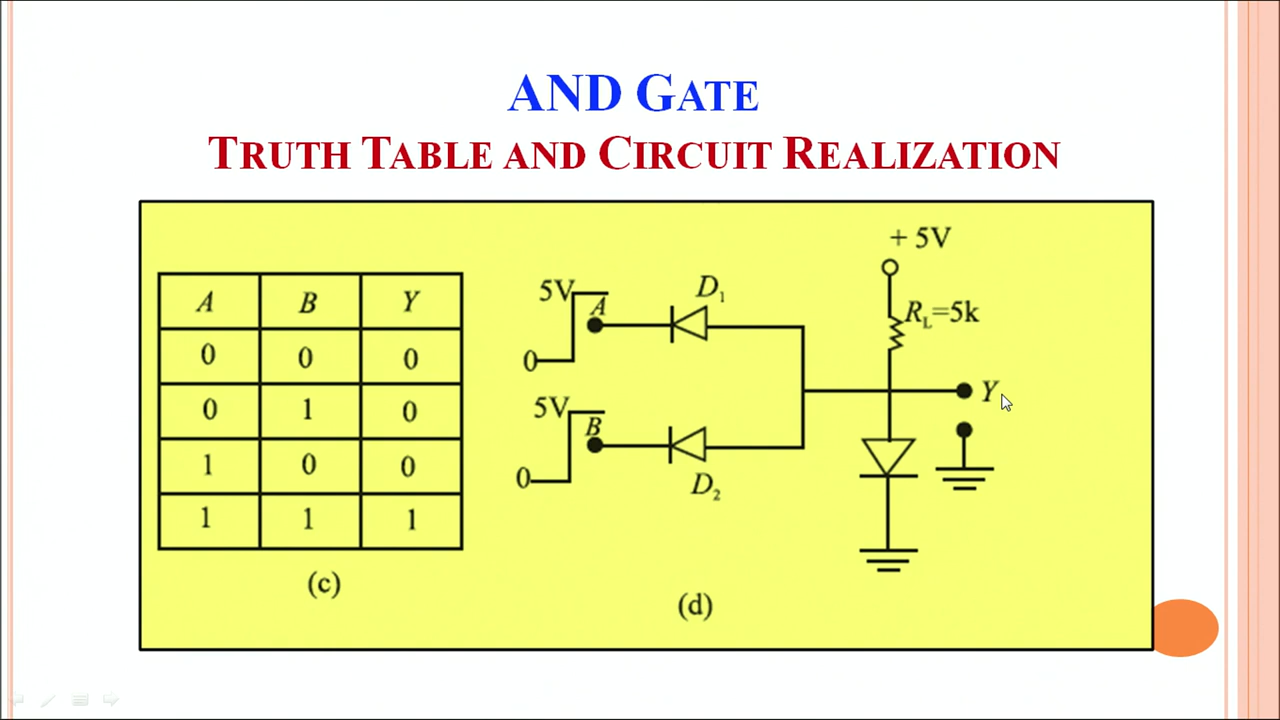 AND GATE
TRUTH TABLE AND CIRCUIT REALIZATION
A B Y
0 0 0
0 1 0
1 0 0
1 1 1
(c)
5V
A
0
D1
5V
B
0
D2
+ 5V
RL=5k
Y
(d)